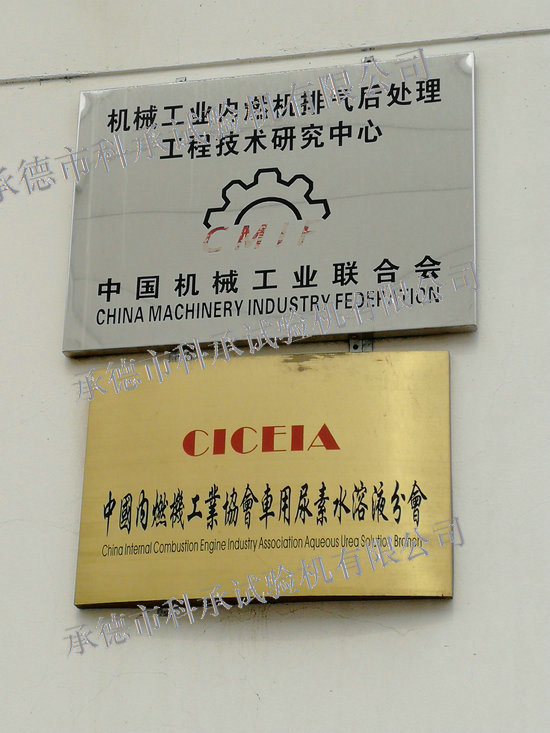 机械工业内燃机排气后处理
工程技术研究中心
CMIF
中国机械工业联合会
CHINA MACHINERY INDUSTRY FEDERATION
CICEIA
中國內燃機工業協會車用尿素水溶液分會
China Internal Combustion Engine Industry Association Aqueous Urea Solution Branch
承德市科承试验机有限公司
承德市科承试验机有限公司
承德市科承试验机有限公司